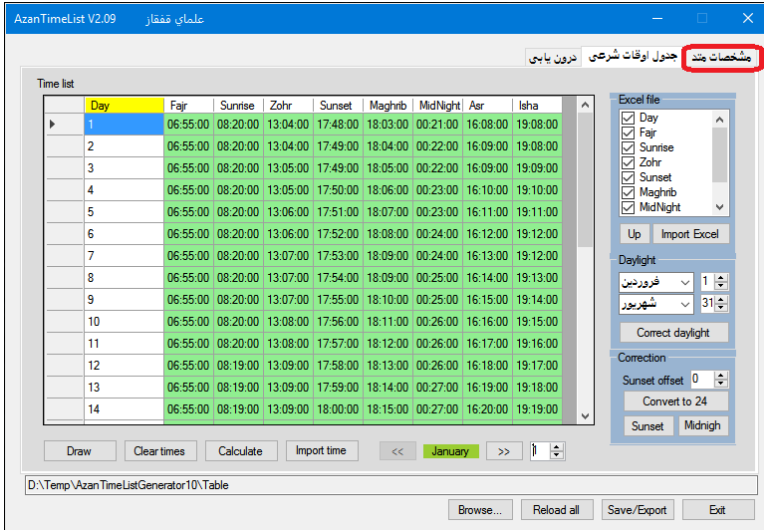 AzanTimeList V2.09 علماي قفقاز
مشخصات متد جدول اوقات شرعی درون یابی
Time list
Day Fajr Sunrise Zohr Sunset Maghrib MidNight Asr Isha
1 06:55:00 08:20:00 13:04:00 17:48:00 18:03:00 00:21:00 16:08:00 19:08:00
2 06:55:00 08:20:00 13:04:00 17:49:00 18:04:00 00:22:00 16:09:00 19:08:00
3 06:55:00 08:20:00 13:05:00 17:49:00 18:05:00 00:22:00 16:09:00 19:09:00
4 06:55:00 08:20:00 13:05:00 17:50:00 18:06:00 00:23:00 16:10:00 19:10:00
5 06:55:00 08:20:00 13:06:00 17:51:00 18:07:00 00:23:00 16:11:00 19:11:00
6 06:55:00 08:20:00 13:06:00 17:52:00 18:08:00 00:24:00 16:12:00 19:12:00
7 06:55:00 08:20:00 13:07:00 17:53:00 18:09:00 00:24:00 16:13:00 19:12:00
8 06:55:00 08:20:00 13:07:00 17:54:00 18:09:00 00:25:00 16:14:00 19:13:00
9 06:55:00 08:20:00 13:07:00 17:55:00 18:10:00 00:25:00 16:15:00 19:14:00
10 06:55:00 08:20:00 13:08:00 17:56:00 18:11:00 00:26:00 16:16:00 19:15:00
11 06:55:00 08:20:00 13:08:00 17:57:00 18:12:00 00:26:00 16:17:00 19:16:00
12 06:55:00 08:19:00 13:09:00 17:58:00 18:13:00 00:26:00 16:18:00 19:17:00
13 06:55:00 08:19:00 13:09:00 17:59:00 18:14:00 00:27:00 16:19:00 19:18:00
14 06:55:00 08:19:00 13:09:00 18:00:00 18:15:00 00:27:00 16:20:00 19:19:00
Excel file
Day
Fajr
Sunrise
Zohr
Sunset
Maghrib
MidNight
Up Import Excel
Daylight
فروردین 1
شهریور 31
Correct daylight
Correction
Sunset offset 0
Convert to 24
Sunset Midnigh
Draw Clear times Calculate Import time << January >> 1
D:\Temp\AzanTimeListGenerator10\Table
Browse... Reload all Save/Export Exit